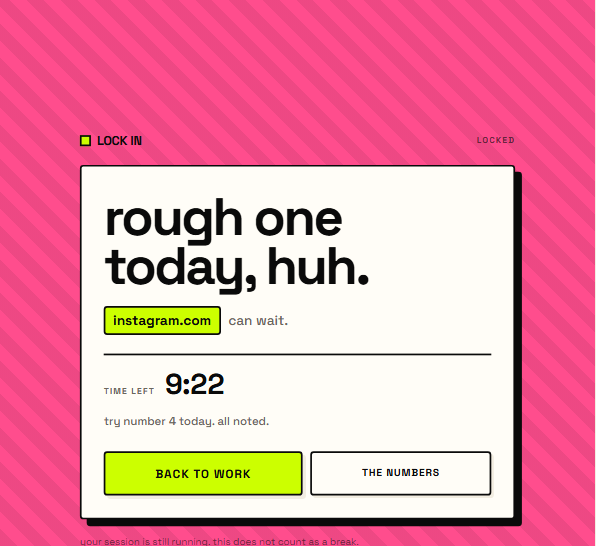 LOCK IN
LOCKED
rough one
today, huh.
instagram.com can wait.
TIME LEFT 9:22
try number 4 today. all noted.
BACK TO WORK
THE NUMBERS
your session is still running. this does not count as a break.